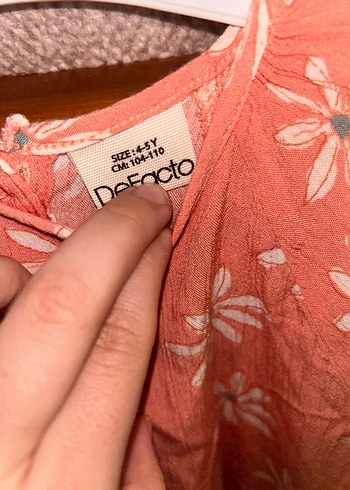 SIZE: 4-5 Y
CM: 104-110
DeFacto